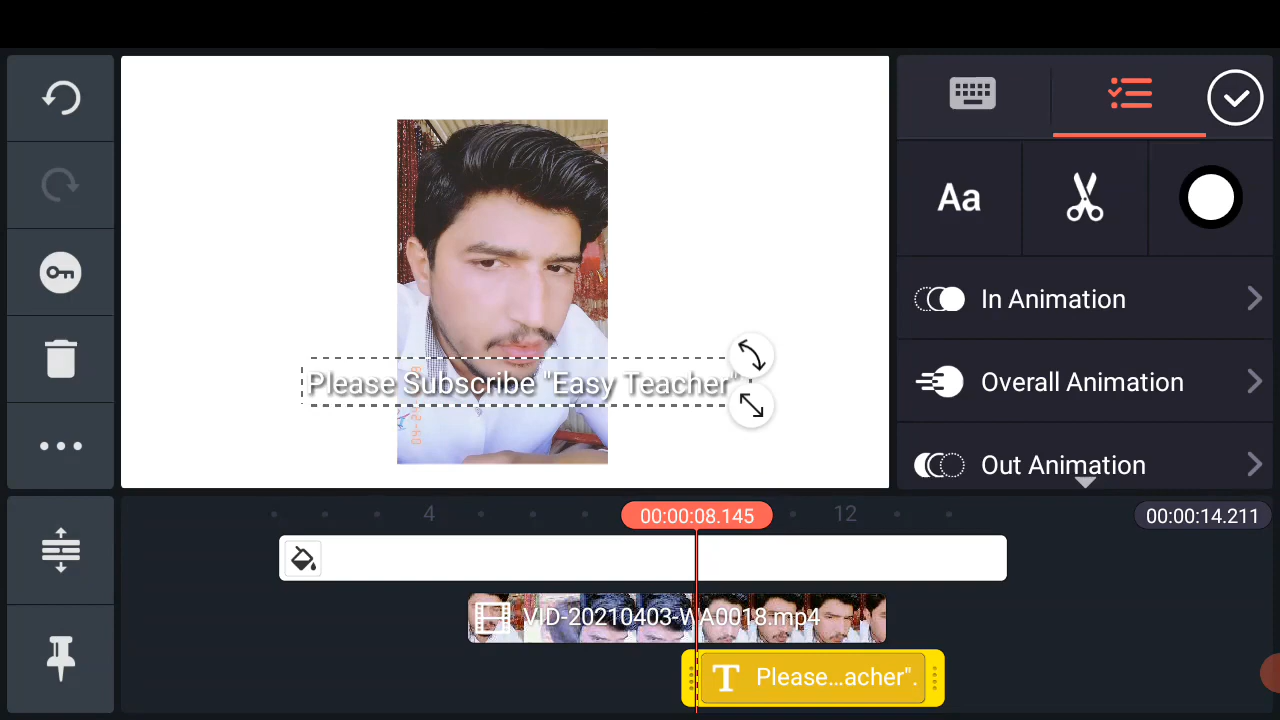 Aa
In Animation
Please Subscribe "Easy Teacher".
Overall Animation
Out Animation
4
00:00:08.145
12
00:00:14.211
VID-20210403-WA0018.mp4
T Please...acher".